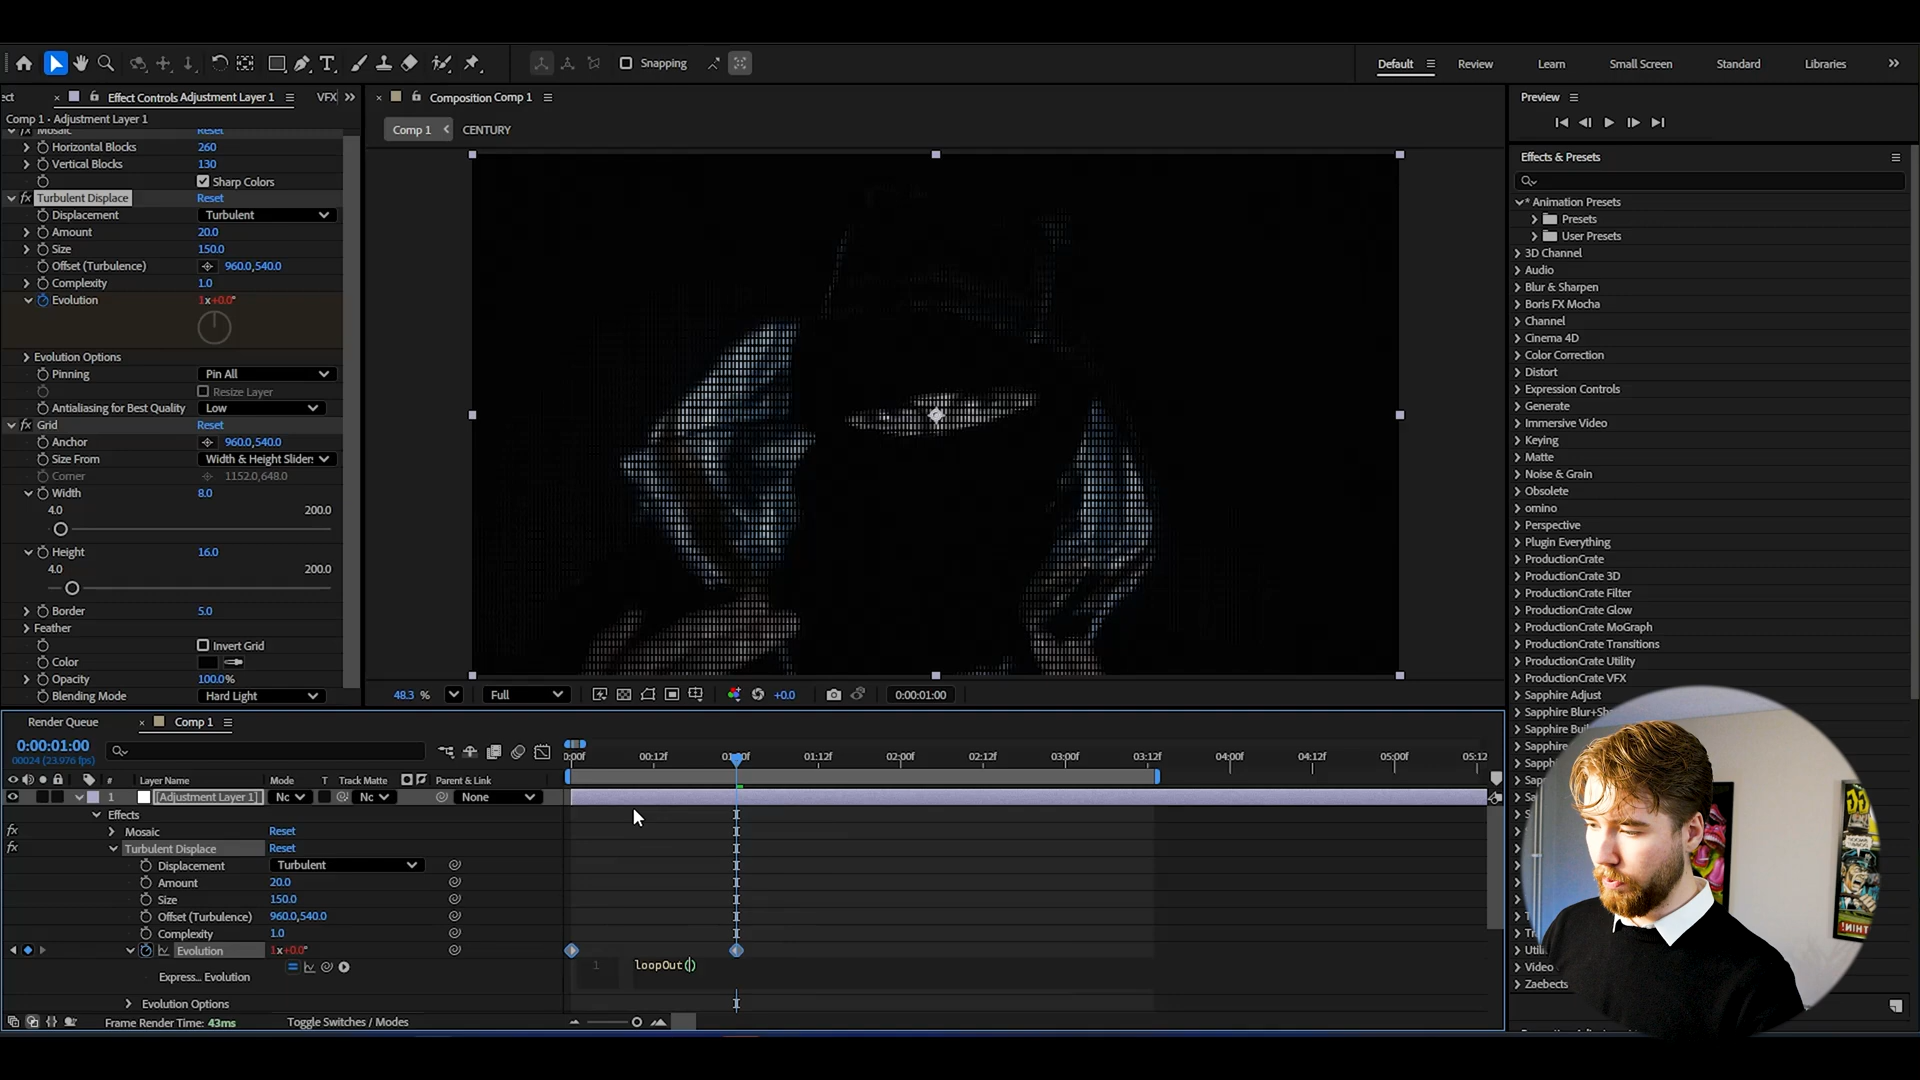 Snapping
Default
Review
Learn
Small Screen
Standard
Libraries
Effect Controls Adjustment Layer 1
VFX
Comp 1 · Adjustment Layer 1
Mosaic Reset
Horizontal Blocks 260
Vertical Blocks 130
Sharp Colors
Turbulent Displace Reset
Displacement Turbulent
Amount 20.0
Size 150.0
Offset (Turbulence) 960.0,540.0
Complexity 1.0
Evolution 1x+0.0°
Evolution Options
Pinning Pin All
Resize Layer
Antialiasing for Best Quality Low
Grid Reset
Anchor 960.0,540.0
Size From Width & Height Sliders
Corner 1152.0,648.0
Width 8.0
4.0 200.0
Height 16.0
4.0 200.0
Border 5.0
Feather
Invert Grid
Color
Opacity 100.0%
Blending Mode Hard Light
Composition Comp 1
Comp 1 CENTURY
48.3 % Full +0.0 0:00:01:00
Preview
Effects & Presets
* Animation Presets
Presets
User Presets
3D Channel
Audio
Blur & Sharpen
Boris FX Mocha
Channel
Cinema 4D
Color Correction
Distort
Expression Controls
Generate
Immersive Video
Keying
Matte
Noise & Grain
Obsolete
omino
Perspective
Plugin Everything
ProductionCrate
ProductionCrate 3D
ProductionCrate Filter
ProductionCrate Glow
ProductionCrate MoGraph
ProductionCrate Transitions
ProductionCrate Utility
ProductionCrate VFX
Sapphire Adjust
Sapphire Blur+Sha
Sapphire Bui
Sapphire
Sapphire
Video
Zaebects
Render Queue Comp 1
0:00:01:00
00024 (23.976 fps)
# Layer Name Mode T Track Matte Parent & Link
00:12f 01:12f 02:00f 02:12f 03:00f 03:12f 04:00f 04:12f 05:00f 05:12
1 [Adjustment Layer 1] Nc Nc None
Effects
Mosaic Reset
Turbulent Displace Reset
Displacement Turbulent
Amount 20.0
Size 150.0
Offset (Turbulence) 960.0,540.0
Complexity 1.0
Evolution 1x+0.0°
Express... Evolution
1 loopOut()
Evolution Options
Frame Render Time: 43ms Toggle Switches / Modes